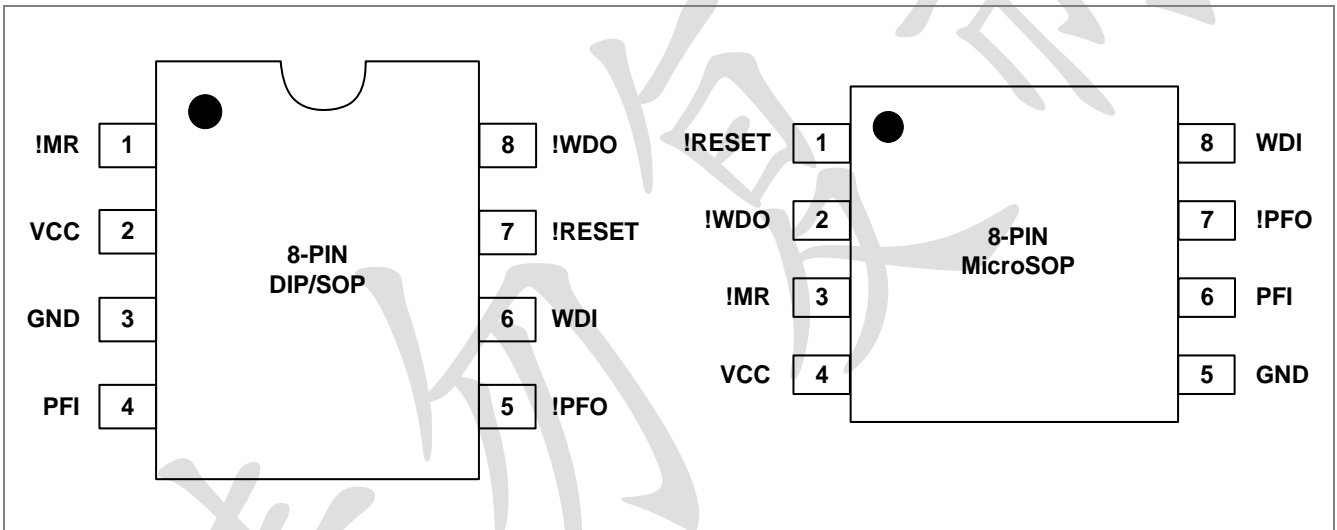 !MR 1 8 !WDO
VCC 2 7 !RESET
8-PIN
DIP/SOP
GND 3 6 WDI
PFI 4 5 !PFO
!RESET 1 8 WDI
!WDO 2 7 !PFO
8-PIN
MicroSOP
!MR 3 6 PFI
VCC 4 5 GND